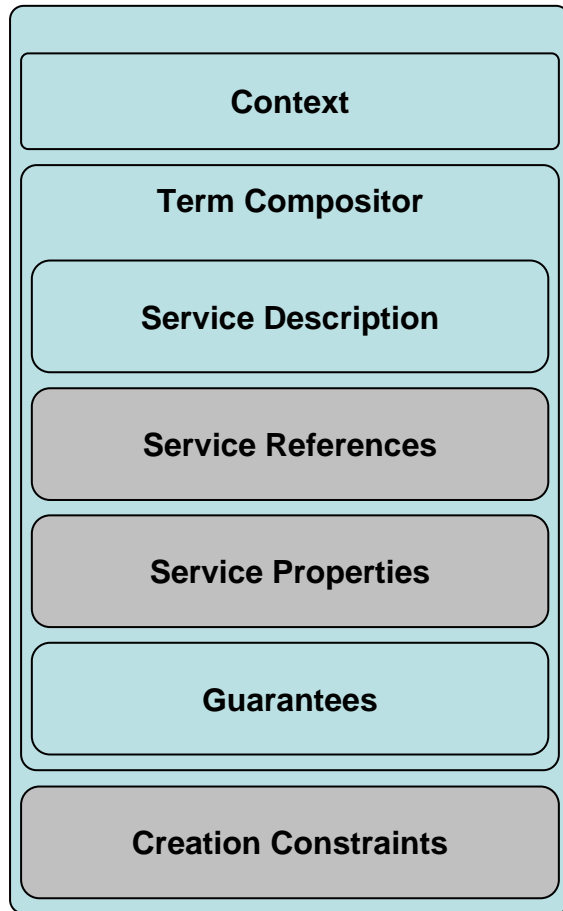 Context
Term Compositor
Service Description
Service References
Service Properties
Guarantees
Creation Constraints